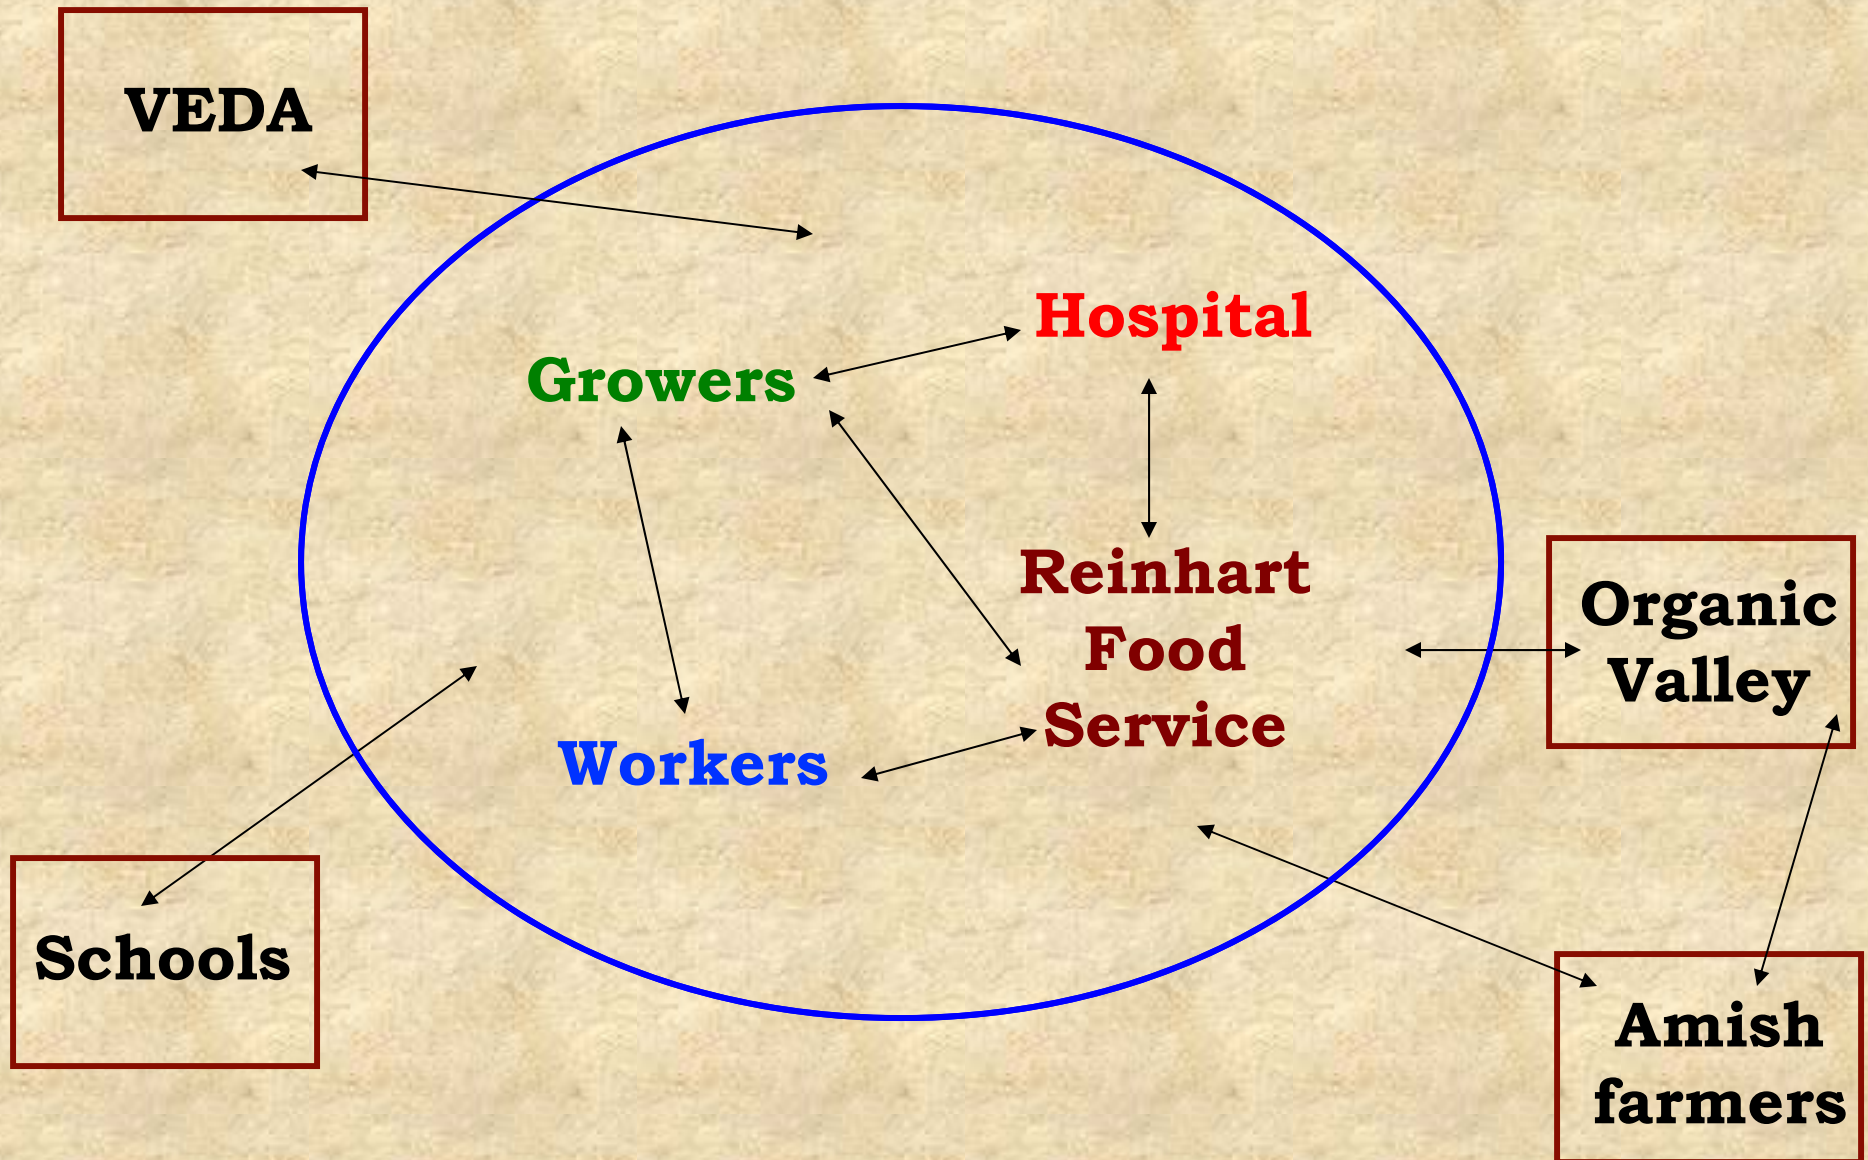 VEDA
Hospital
Growers
Reinhart
Food
Service
Workers
Organic
Valley
Schools
Amish
farmers